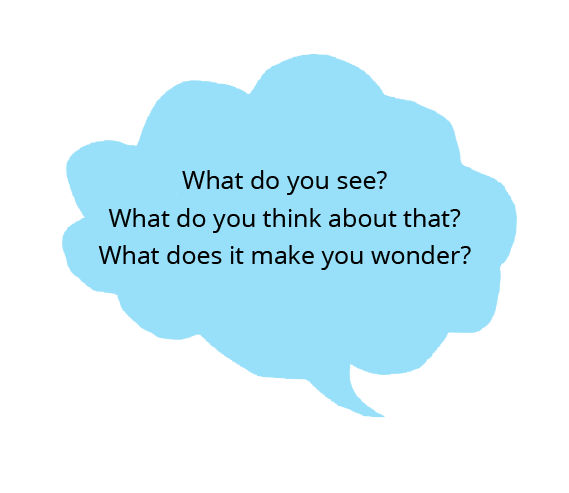 What do you see?
What do you think about that?
What does it make you wonder?